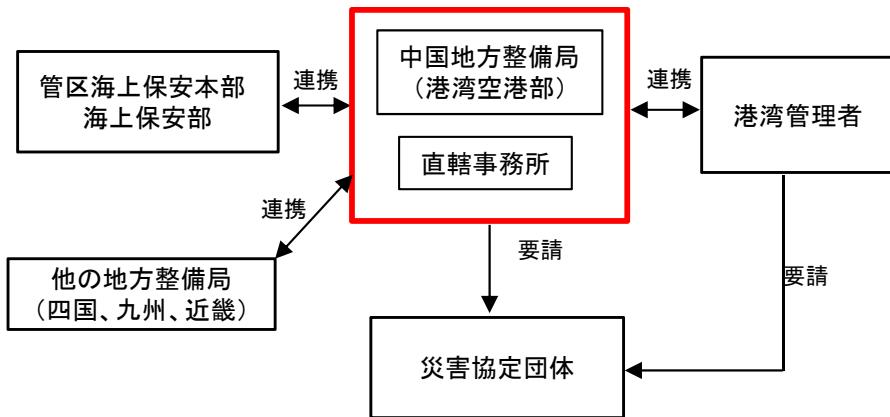 中国地方整備局
（港湾空港部）
直轄事務所
連携
管区海上保安本部
海上保安部
連携
港湾管理者
連携
他の地方整備局
（四国、九州、近畿）
要請
要請
災害協定団体